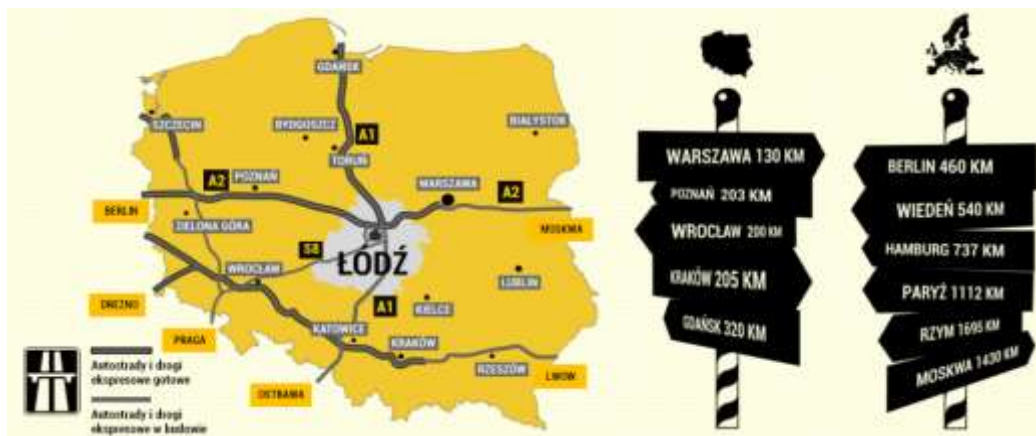 GDAŃSK
SZCZECIN
BYDGOSZCZ
BIAŁYSTOK
A1
TORUŃ
A2
POZNAŃ
WARSZAWA
A2
BERLIN
MOSKWA
ZIELONA GÓRA
S8
ŁÓDŹ
WROCŁAW
LUBLIN
DREZNO
A1
KIELCE
PRAGA
KATOWICE
KRAKÓW
RZESZÓW
LWOW
OSTRAWA
Autostrady i drogi
ekspresowe gotowe
Autostrady i drogi
ekspresowe w budowie
WARSZAWA 130 KM
POZNAŃ 203 KM
WROCŁAW 200 KM
KRAKÓW 205 KM
GDAŃSK 320 KM
BERLIN 460 KM
WIEDEŃ 540 KM
HAMBURG 737 KM
PARYŻ 1112 KM
RZYM 1695 KM
MOSKWA 1430 KM